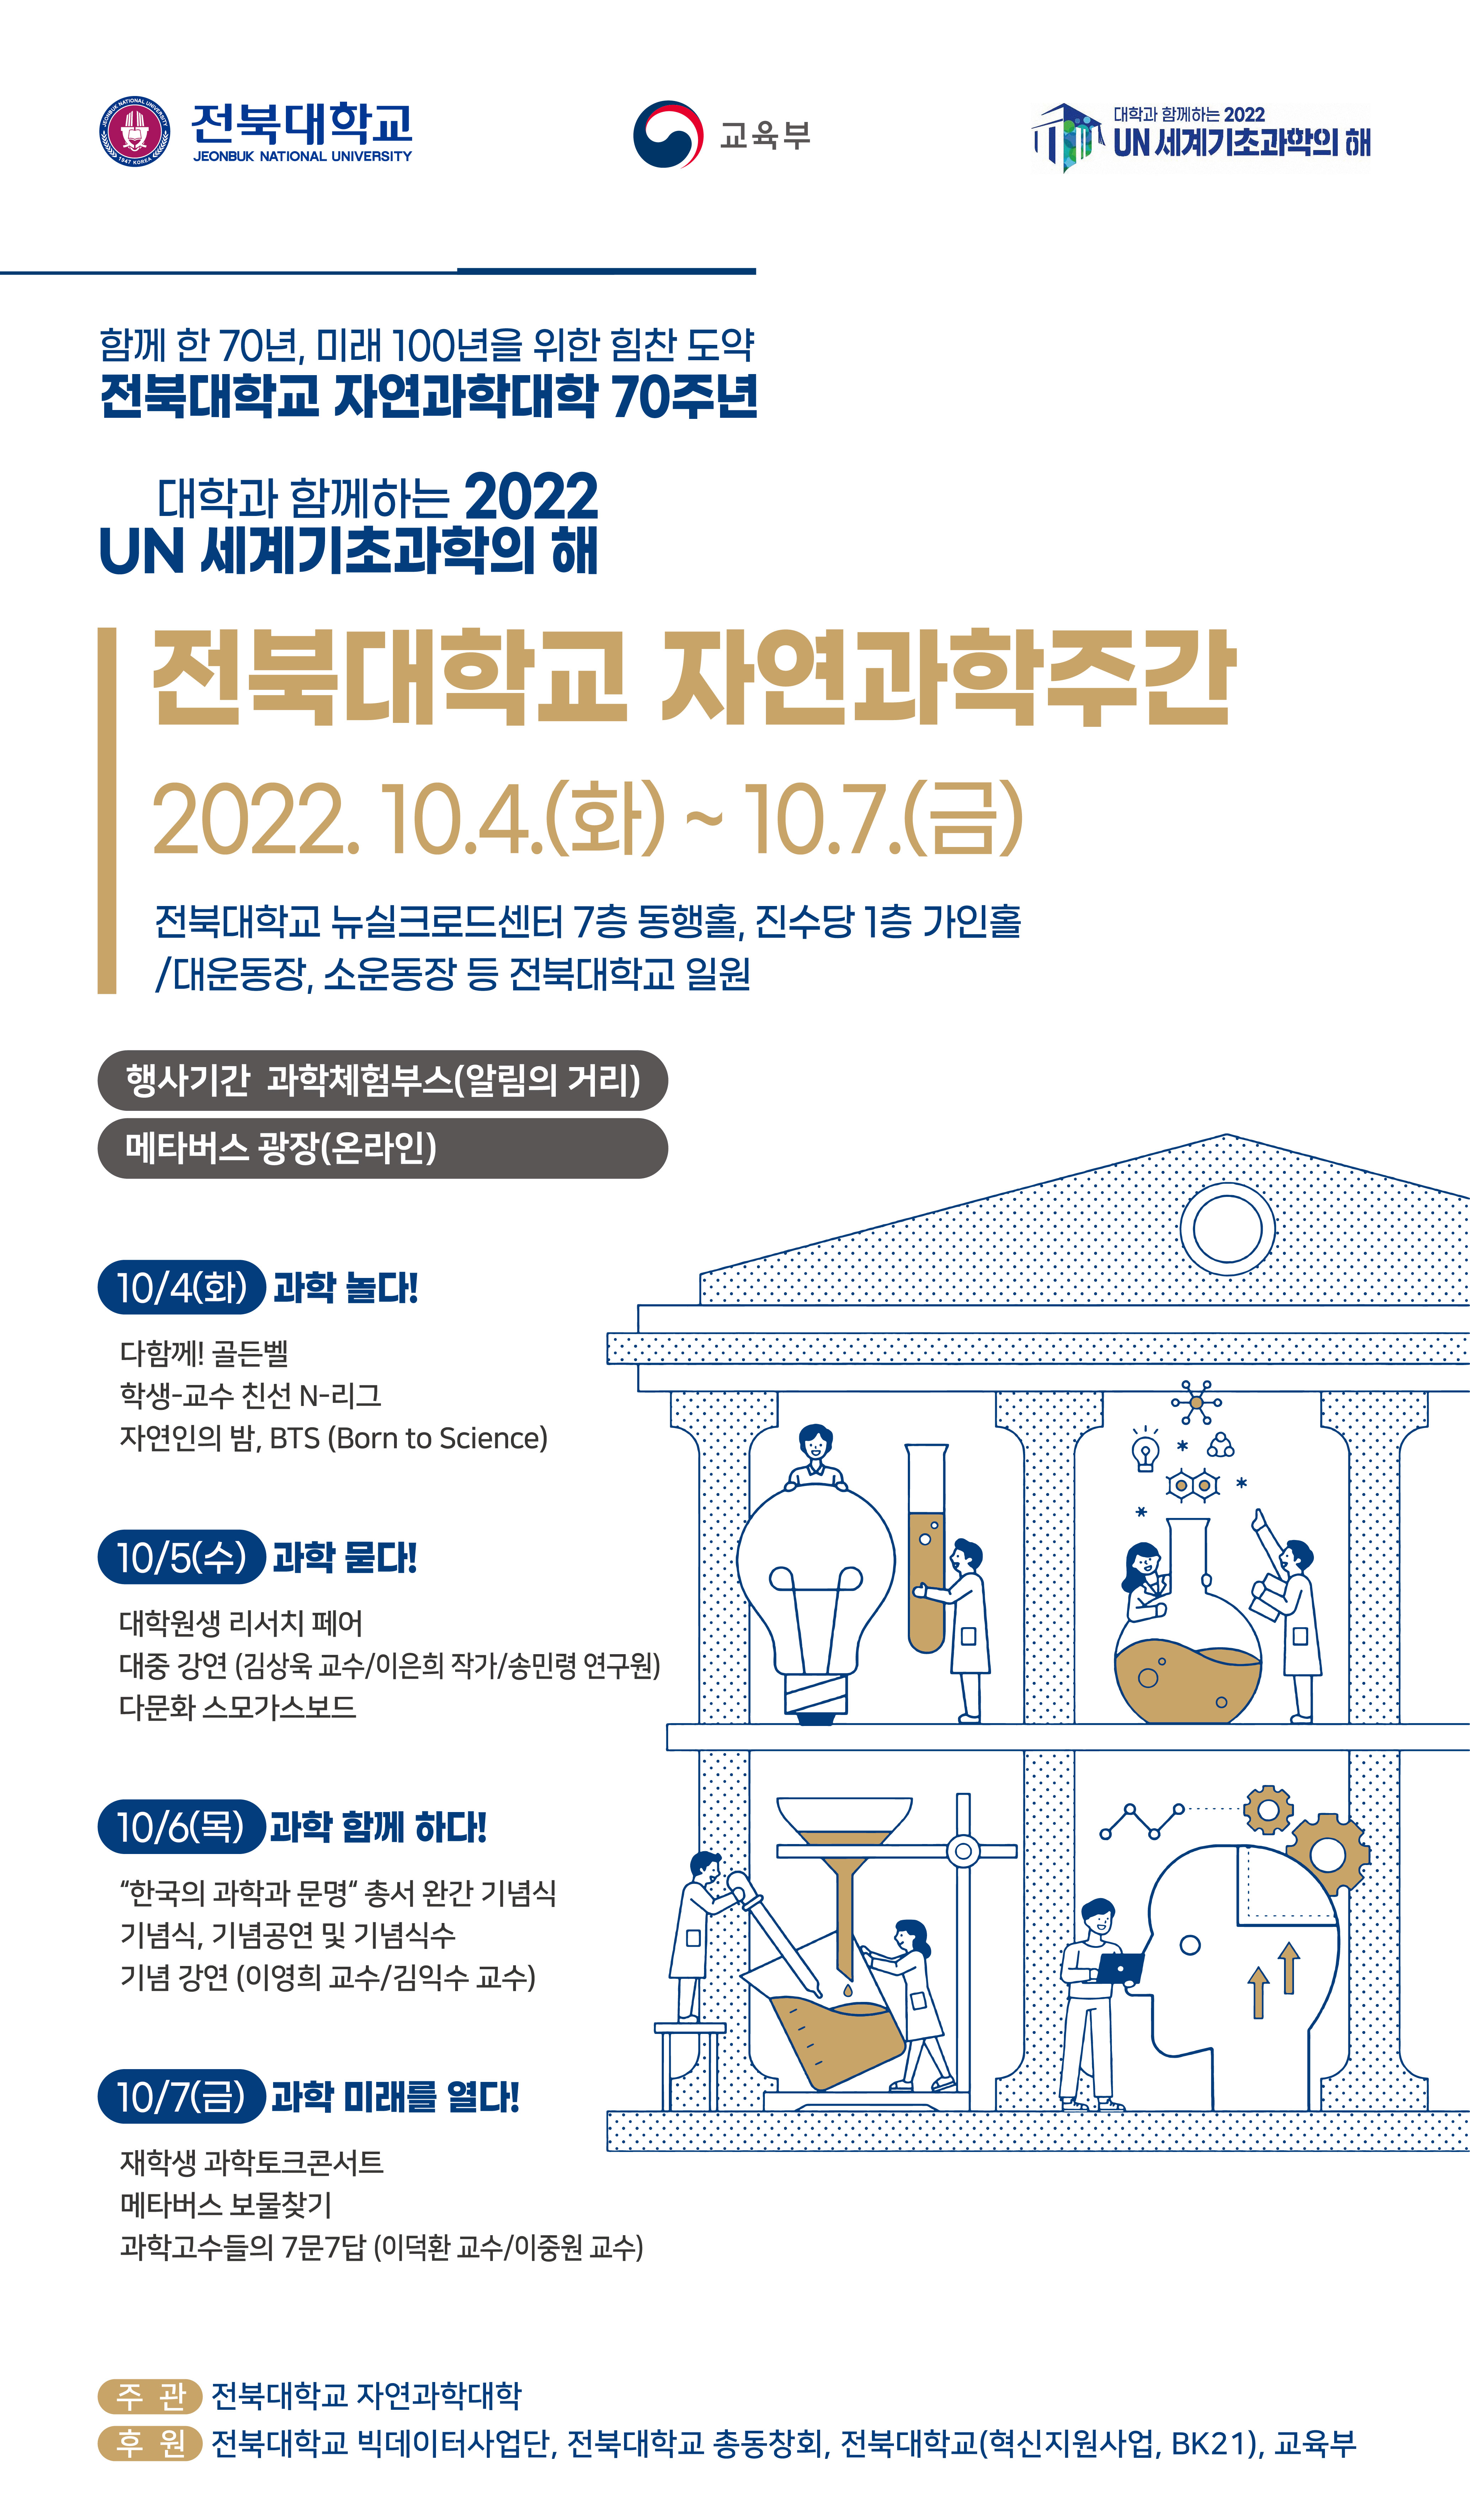 JEONBUK NATIONAL UNIVERSITY
1947 KOREA
전북대학교
JEONBUK NATIONAL UNIVERSITY
교육부
대학과 함께하는 2022
UN 세계기초과학의 해
함께 한 70년, 미래 100년을 위한 힘찬 도약
전북대학교 자연과학대학 70주년
대학과 함께하는 2022
UN 세계기초과학의 해
전북대학교 자연과학주간
2022. 10.4.(화) ~ 10.7.(금)
전북대학교 뉴실크로드센터 7층 동행홀, 진수당 1층 가인홀
/대운동장, 소운동장 등 전북대학교 일원
행사기간 과학체험부스(알림의 거리)
메타버스 광장(온라인)
10/4(화) 과학 놀다!
다함께! 골든벨
학생-교수 친선 N-리그
자연인의 밤, BTS (Born to Science)
10/5(수) 과학 묻다!
대학원생 리서치 페어
대중 강연 (김상욱 교수/이은희 작가/송민령 연구원)
다문화 스모가스보드
10/6(목) 과학 함께 하다!
“한국의 과학과 문명“ 총서 완간 기념식
기념식, 기념공연 및 기념식수
기념 강연 (이영희 교수/김익수 교수)
10/7(금) 과학 미래를 열다!
재학생 과학토크콘서트
메타버스 보물찾기
과학고수들의 7문7답 (이덕환 교수/이중원 교수)
주 관 전북대학교 자연과학대학
후 원 전북대학교 빅데이터사업단, 전북대학교 총동창회, 전북대학교(혁신지원사업, BK21), 교육부